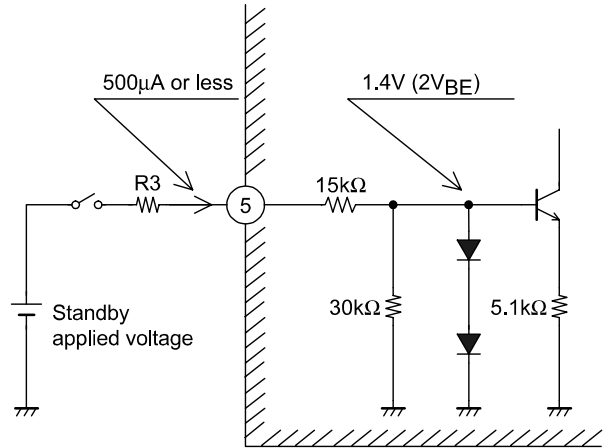 500μA or less
1.4V (2VBE)
R3
5
15kΩ
Standby
applied voltage
30kΩ
5.1kΩ